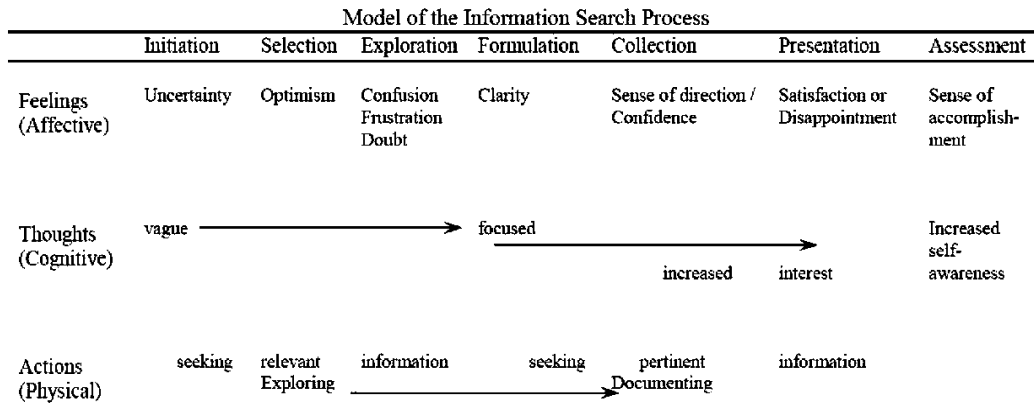 Model of the Information Search Process
Initiation Selection Exploration Formulation Collection Presentation Assessment
Feelings Uncertainty Optimism Confusion Clarity Sense of direction / Satisfaction or Sense of
(Affective) Frustration Confidence Disappointment accomplish-
Doubt ment
Thoughts vague focused Increased
(Cognitive) self-
increased interest awareness
Actions seeking relevant information seeking pertinent information
(Physical) Exploring Documenting